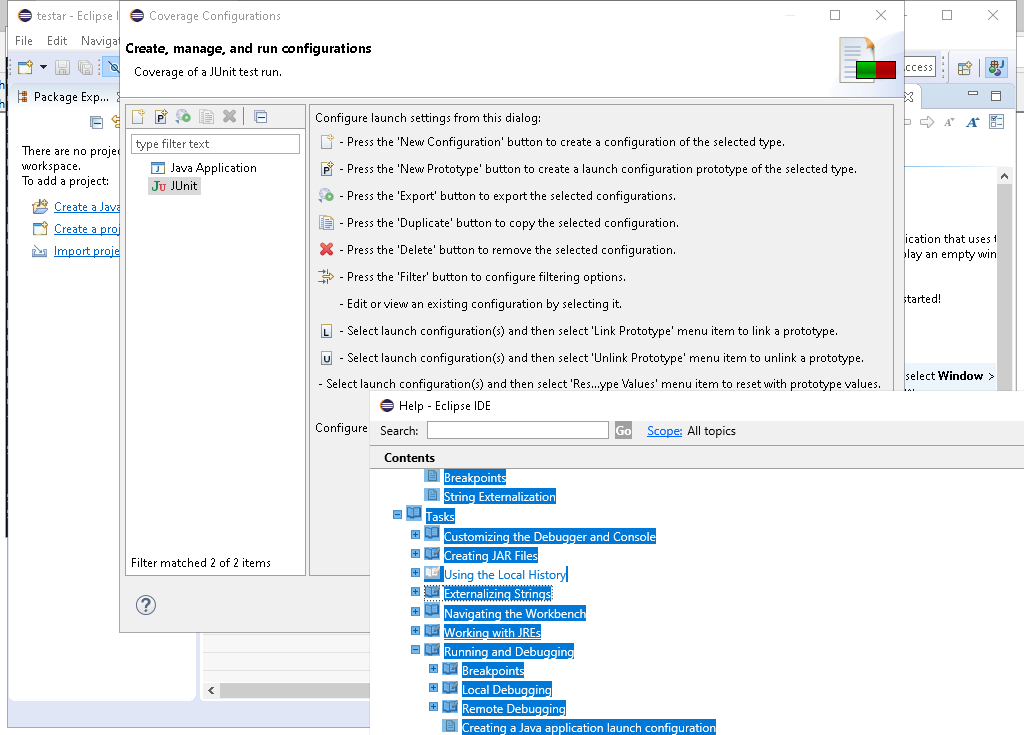 testar - Eclipse I
File Edit Navigat
Package Exp...
There are no proje
workspace.
To add a project:
Create a Java
Create a proj
Import proje
Coverage Configurations
Create, manage, and run configurations
Coverage of a JUnit test run.
type filter text
Java Application
JUnit
Filter matched 2 of 2 items
Configure launch settings from this dialog:
- Press the 'New Configuration' button to create a configuration of the selected type.
- Press the 'New Prototype' button to create a launch configuration prototype of the selected type.
- Press the 'Export' button to export the selected configurations.
- Press the 'Duplicate' button to copy the selected configuration.
- Press the 'Delete' button to remove the selected configuration.
- Press the 'Filter' button to configure filtering options.
- Edit or view an existing configuration by selecting it.
- Select launch configuration(s) and then select 'Link Prototype' menu item to link a prototype.
- Select launch configuration(s) and then select 'Unlink Prototype' menu item to unlink a prototype.
- Select launch configuration(s) and then select 'Res...ype Values' menu item to reset with prototype values.
Configure
ccess
ication that uses t
play an empty win
started!
select Window >
Help - Eclipse IDE
Search: Go Scope: All topics
Contents
Breakpoints
String Externalization
Tasks
Customizing the Debugger and Console
Creating JAR Files
Using the Local History
Externalizing Strings
Navigating the Workbench
Working with JREs
Running and Debugging
Breakpoints
Local Debugging
Remote Debugging
Creating a Java application launch configuration